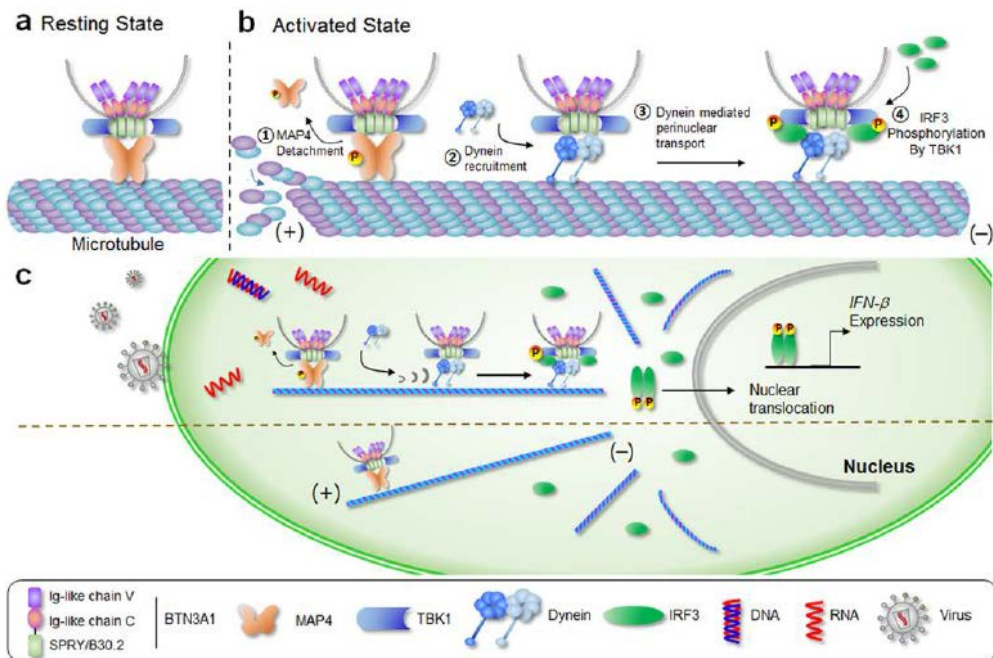 a Resting State
b Activated State
P
① MAP4
Detachment
P
② Dynein
recruitment
③ Dynein mediated
perinuclear
transport
P
P
④ IRF3
Phosphorylation
By TBK1
Microtubule
(+)
(−)
c
P
P
P
P P
P P
IFN-β
Expression
Nuclear
translocation
(+)
(−)
Nucleus
Ig-like chain V
Ig-like chain C
SPRY/B30.2
BTN3A1
MAP4
TBK1
Dynein
IRF3
DNA
RNA
Virus